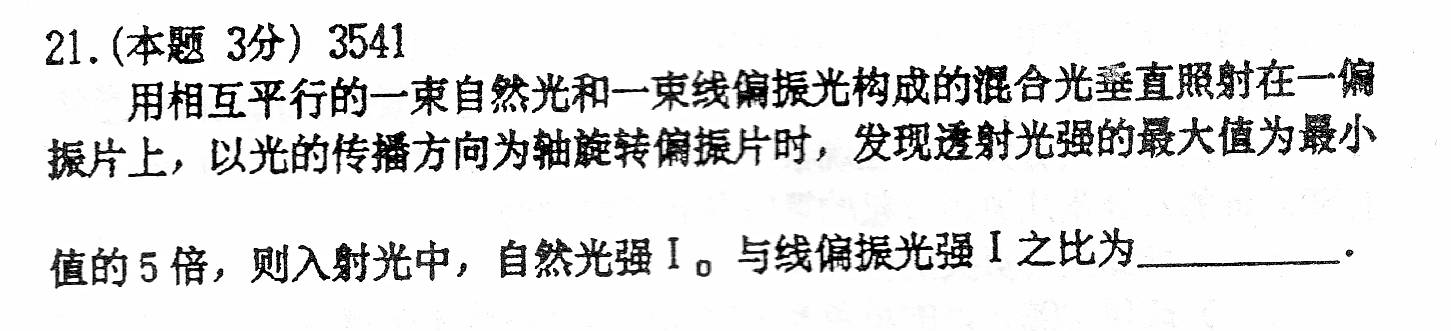 21.(本题 3分) 3541
用相互平行的一束自然光和一束线偏振光构成的混合光垂直照射在一偏
振片上，以光的传播方向为轴旋转偏振片时，发现透射光强的最大值为最小
值的5倍，则入射光中，自然光强 I₀ 与线偏振光强 I 之比为__________.